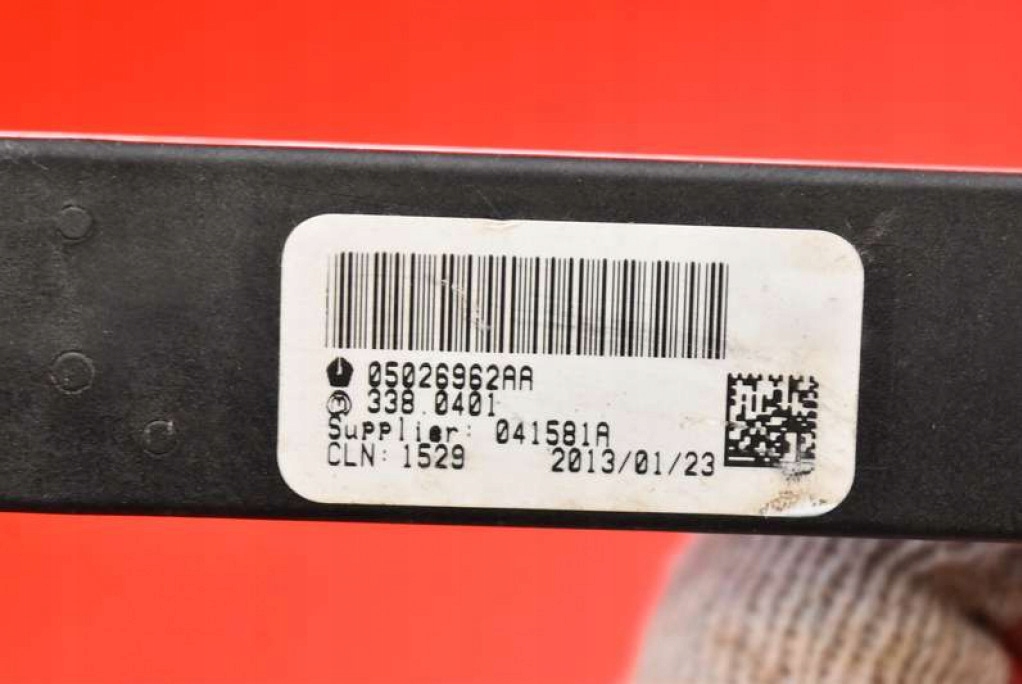 05026962AA
M 338.0401
Supplier: 041581A
CLN: 1529 2013/01/23